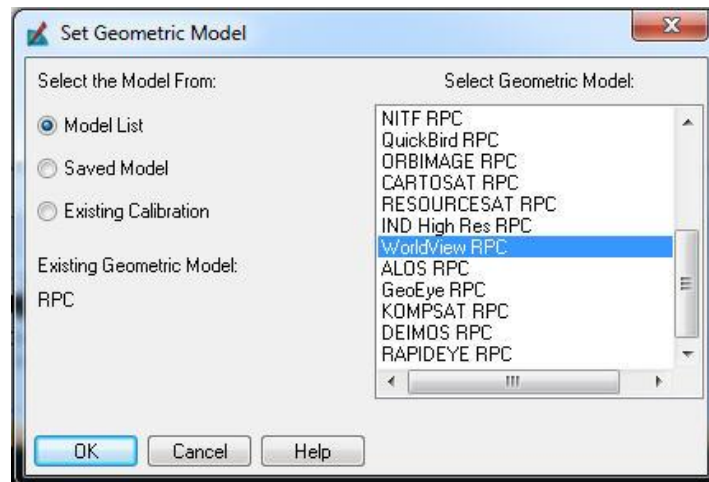 Set Geometric Model
Select the Model From:
Model List
Saved Model
Existing Calibration
Existing Geometric Model:
RPC
Select Geometric Model:
NITF RPC
QuickBird RPC
ORBIMAGE RPC
CARTOSAT RPC
RESOURCESAT RPC
IND High Res RPC
WorldView RPC
ALOS RPC
GeoEye RPC
KOMPSAT RPC
DEIMOS RPC
RAPIDEYE RPC
OK
Cancel
Help